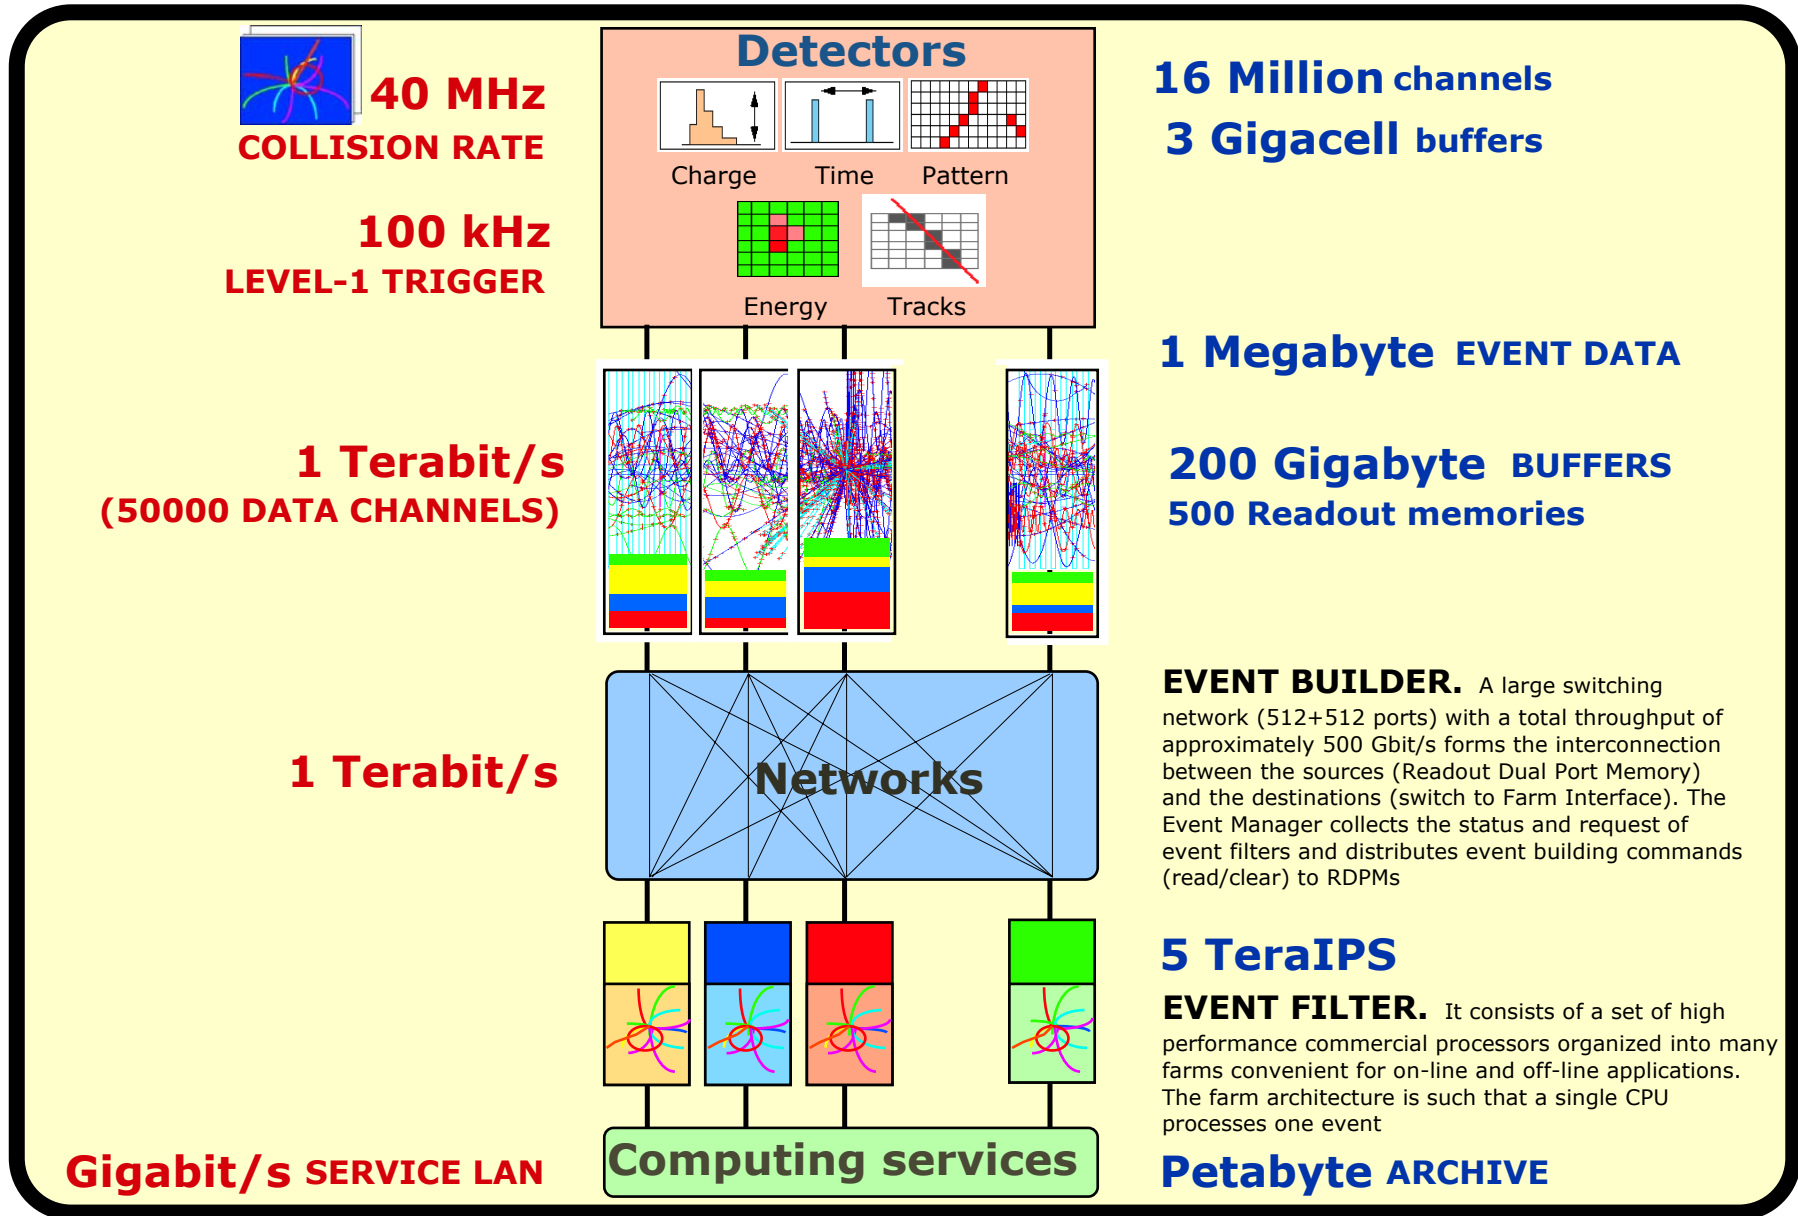 Detectors
40 MHz
COLLISION RATE
16 Million channels
3 Gigacell buffers
Charge Time Pattern
100 kHz
LEVEL-1 TRIGGER
Energy Tracks
1 Megabyte EVENT DATA
1 Terabit/s
(50000 DATA CHANNELS)
200 Gigabyte BUFFERS
500 Readout memories
1 Terabit/s
Networks
EVENT BUILDER. A large switching
network (512+512 ports) with a total throughput of
approximately 500 Gbit/s forms the interconnection
between the sources (Readout Dual Port Memory)
and the destinations (switch to Farm Interface). The
Event Manager collects the status and request of
event filters and distributes event building commands
(read/clear) to RDPMs
5 TeraIPS
EVENT FILTER. It consists of a set of high
performance commercial processors organized into many
farms convenient for on-line and off-line applications.
The farm architecture is such that a single CPU
processes one event
Gigabit/s SERVICE LAN
Computing services
Petabyte ARCHIVE